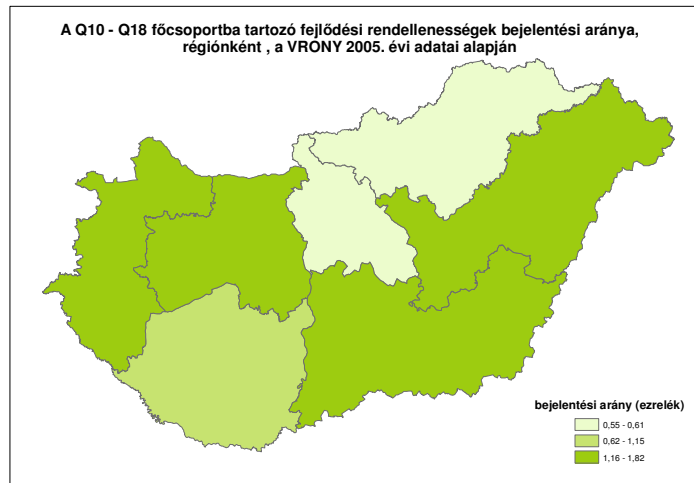 A Q10 - Q18 főcsoportba tartozó fejlődési rendellenességek bejelentési aránya,
régiónként , a VRONY 2005. évi adatai alapján
bejelentési arány (ezrelék)
0,55 - 0,61
0,62 - 1,15
1,16 - 1,82